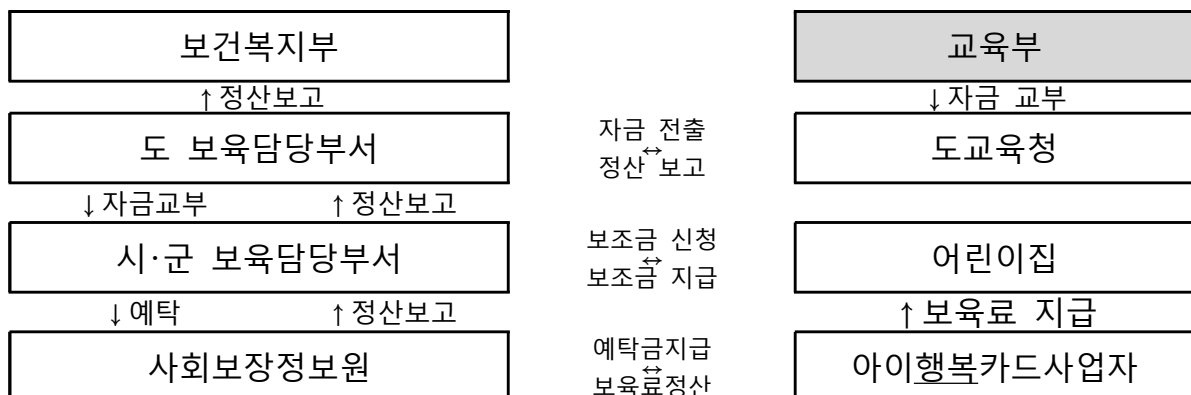 보건복지부 교육부
↑정산보고 ↓자금 교부
도 보육담당부서 자금 전출 ↔ 정산 보고 도교육청
↓자금교부 ↑정산보고
시·군 보육담당부서 보조금 신청 ↔ 보조금 지급 어린이집
↓예탁 ↑정산보고 ↑보육료 지급
사회보장정보원 예탁금지급 ↔ 보육료정산 아이행복카드사업자